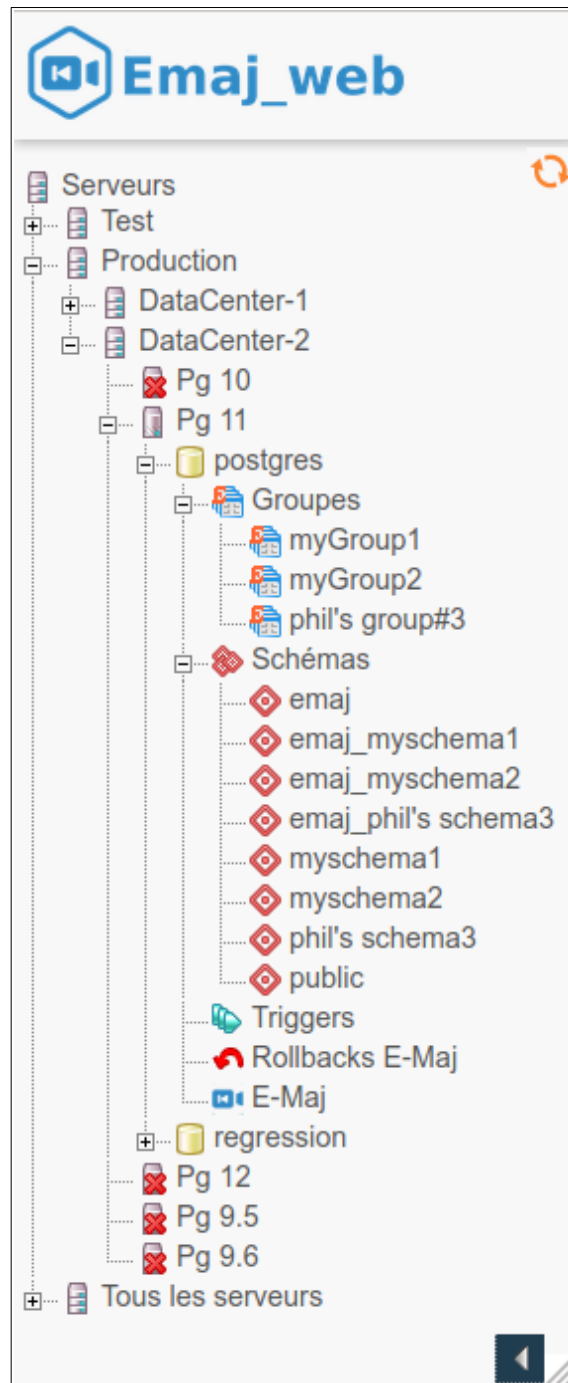 Emaj_web
Serveurs
Test
Production
DataCenter-1
DataCenter-2
Pg 10
Pg 11
postgres
Groupes
myGroup1
myGroup2
phil's group#3
Schémas
emaj
emaj_myschema1
emaj_myschema2
emaj_phil's schema3
myschema1
myschema2
phil's schema3
public
Triggers
Rollbacks E-Maj
E-Maj
regression
Pg 12
Pg 9.5
Pg 9.6
Tous les serveurs